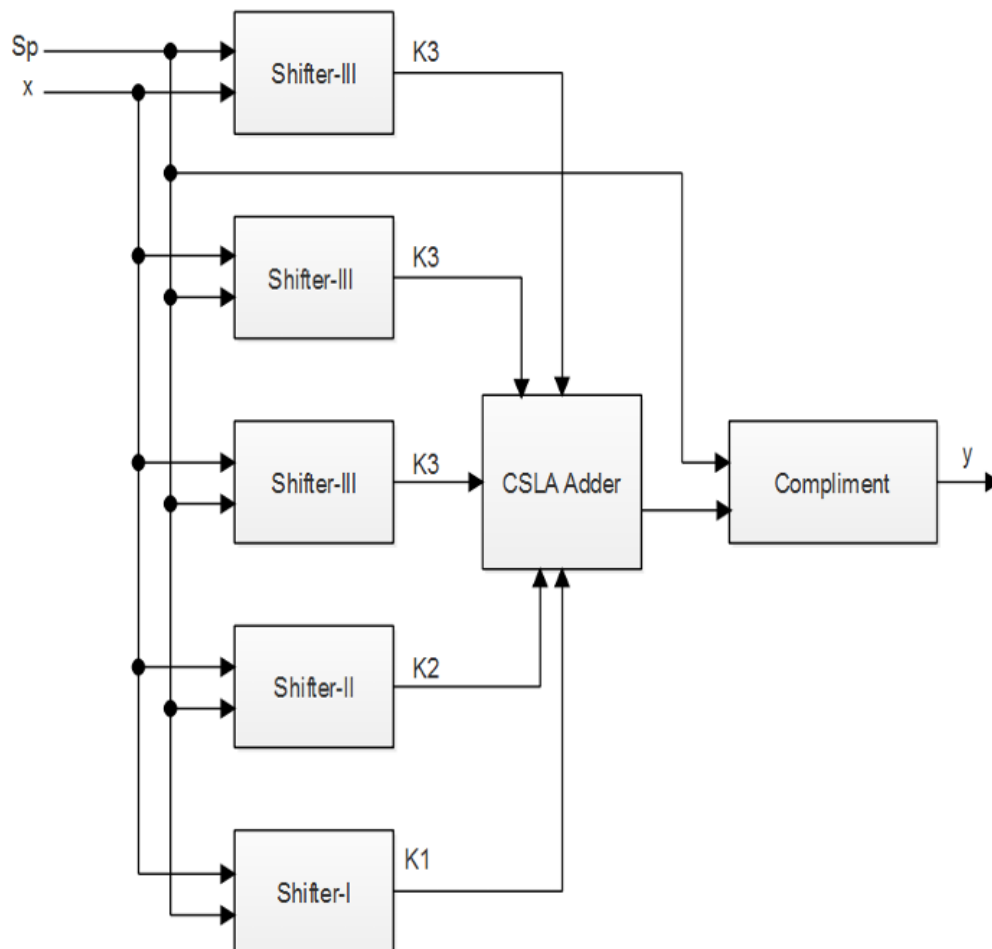 Sp
x
Shifter-III
K3
Shifter-III
K3
Shifter-III
K3
CSLA Adder
Compliment
y
Shifter-II
K2
Shifter-I
K1